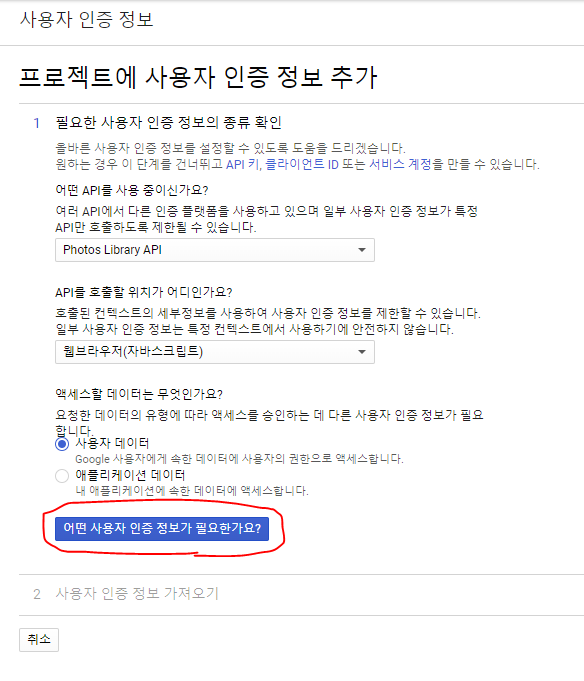 사용자 인증 정보
프로젝트에 사용자 인증 정보 추가
1 필요한 사용자 인증 정보의 종류 확인
올바른 사용자 인증 정보를 설정할 수 있도록 도움을 드리겠습니다.
원하는 경우 이 단계를 건너뛰고 API 키, 클라이언트 ID 또는 서비스 계정을 만들 수 있습니다.
어떤 API를 사용 중이신가요?
여러 API에서 다른 인증 플랫폼을 사용하고 있으며 일부 사용자 인증 정보가 특정
API만 호출하도록 제한될 수 있습니다.
Photos Library API
API를 호출할 위치가 어디인가요?
호출된 컨텍스트의 세부정보를 사용하여 사용자 인증 정보를 제한할 수 있습니다.
일부 사용자 인증 정보는 특정 컨텍스트에서 사용하기에 안전하지 않습니다.
웹브라우저(자바스크립트)
액세스할 데이터는 무엇인가요?
요청한 데이터의 유형에 따라 액세스를 승인하는 데 다른 사용자 인증 정보가 필요
합니다.
사용자 데이터
Google 사용자에게 속한 데이터에 사용자의 권한으로 액세스합니다.
애플리케이션 데이터
내 애플리케이션에 속한 데이터에 액세스합니다.
어떤 사용자 인증 정보가 필요한가요?
2 사용자 인증 정보 가져오기
취소